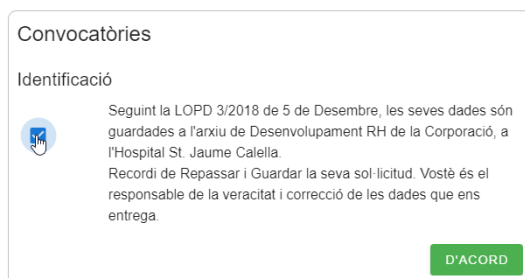 Convocatòries
Identificació
Seguint la LOPD 3/2018 de 5 de Desembre, les seves dades són
guardades a l'arxiu de Desenvolupament RH de la Corporació, a
l'Hospital St. Jaume Calella.
Recordi de Repassar i Guardar la seva sol·licitud. Vostè és el
responsable de la veracitat i correcció de les dades que ens
entrega.
D'ACORD